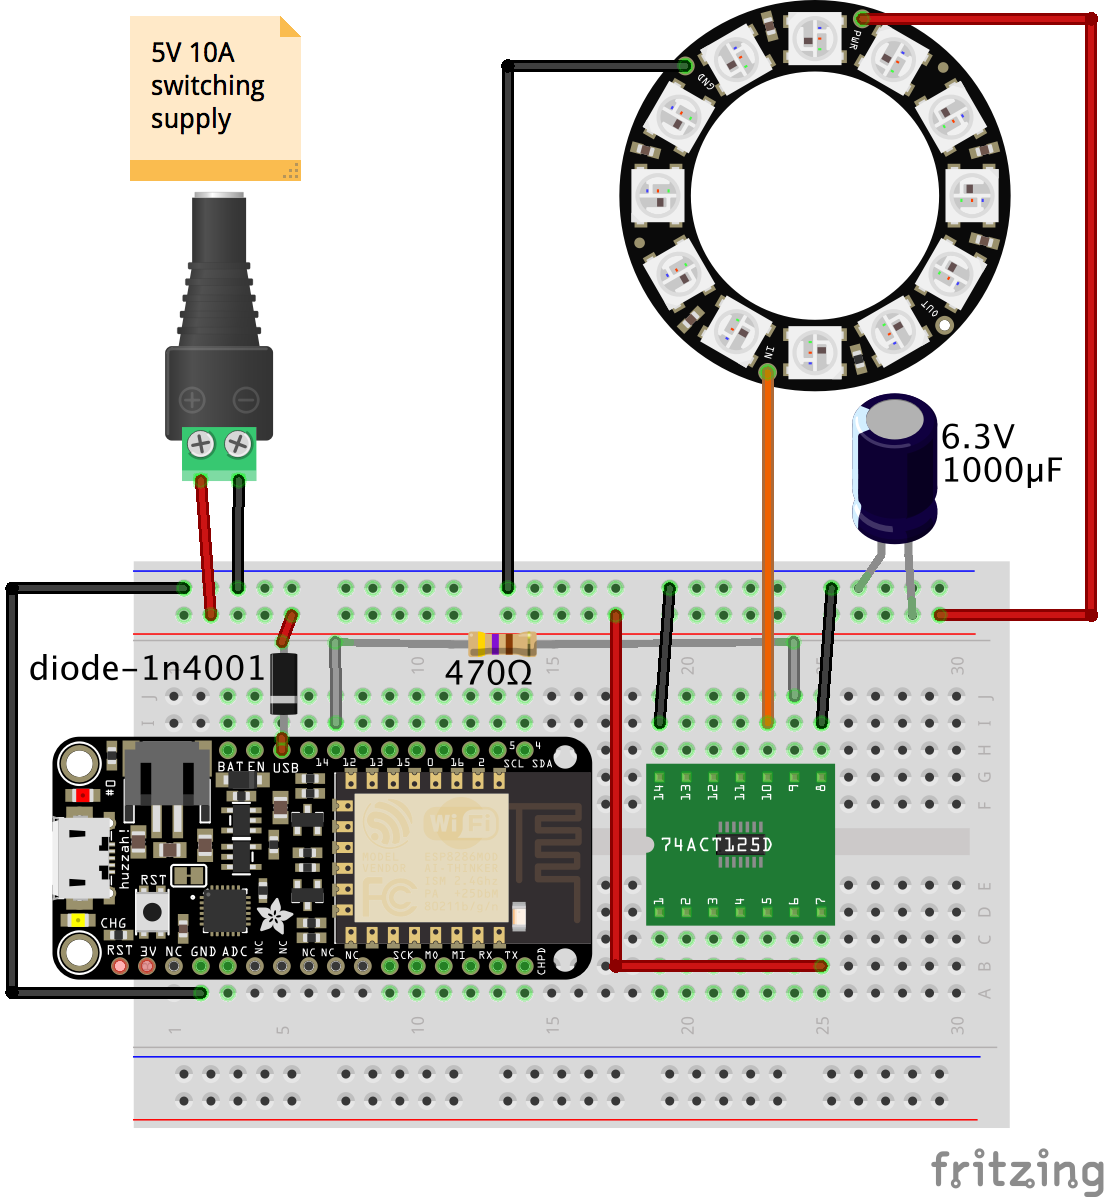 5V 10A
switching
supply
PWR
GND
OUT
IN
6.3V
1000µF
diode-1n4001
470Ω
10
15
20
25
30
J
I
H
G
F
E
D
C
B
A
BAT EN USB 14 12 13 15 0 16 2 SCL SDA
5 4
#0
huzzah!
RST
CHG
RST 3V NC GND ADC NC NC NC NC NC SCK MO MI RX TX CHPD
WiFi
FC
14 13 12 11 10 9 8
74ACT125D
1 2 3 4 5 6 7
J
I
H
G
F
E
D
C
B
A
1 5 10 15 20 25 30
fritzing